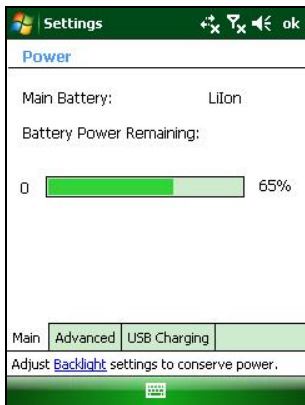 Settings ok
Power
Main Battery: LiIon
Battery Power Remaining:
0 65%
Main Advanced USB Charging
Adjust Backlight settings to conserve power.